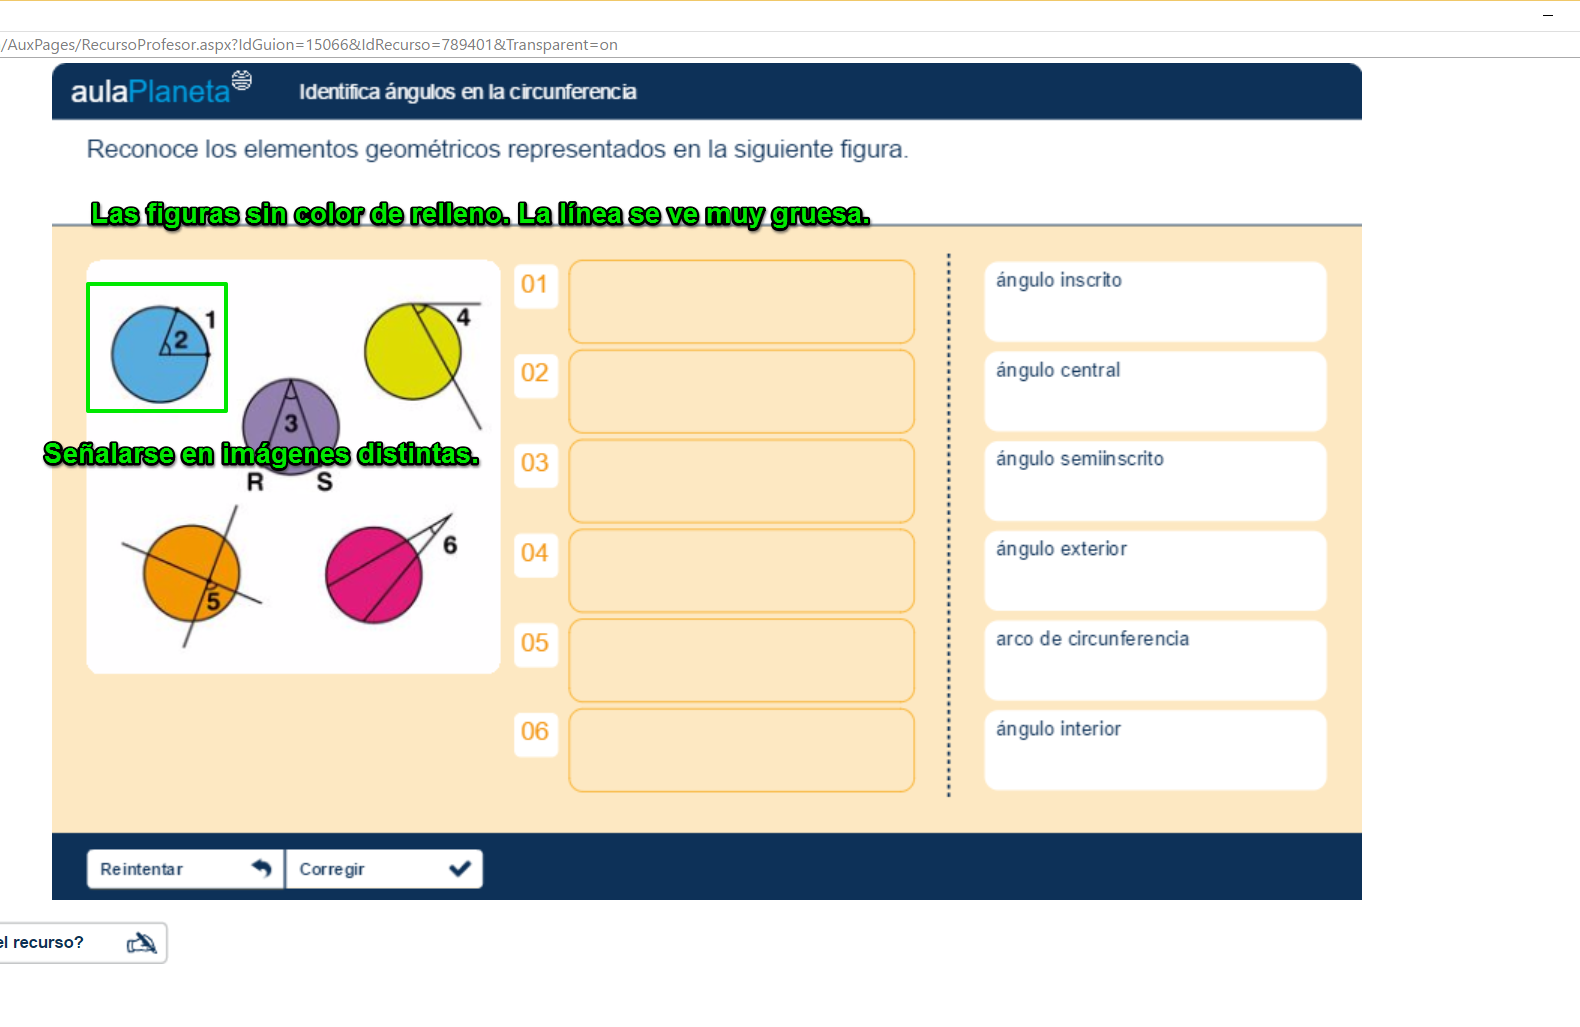 /AuxPages/RecursoProfesor.aspx?IdGuion=15066&IdRecurso=789401&Transparent=on
aulaPlaneta
Identifica ángulos en la circunferencia
Reconoce los elementos geométricos representados en la siguiente figura.
Las figuras sin color de relleno. La línea se ve muy gruesa.
1
2
4
3
Señalarse en imágenes distintas.
R S
5
6
01
02
03
04
05
06
ángulo inscrito
ángulo central
ángulo semiinscrito
ángulo exterior
arco de circunferencia
ángulo interior
Reintentar
Corregir
el recurso?